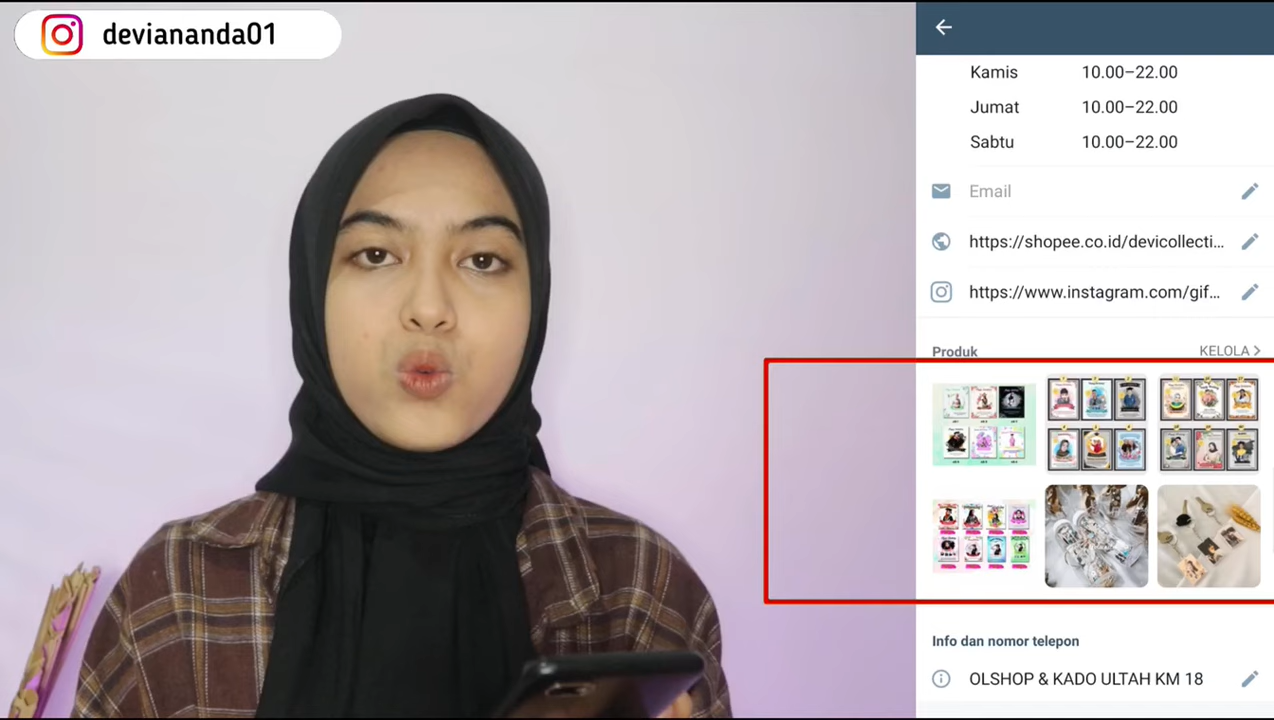 deviananda01
Kamis 10.00–22.00
Jumat 10.00–22.00
Sabtu 10.00–22.00
Email
https://shopee.co.id/devicollecti...
https://www.instagram.com/gif...
Produk KELOLA >
Info dan nomor telepon
OLSHOP & KADO ULTAH KM 18